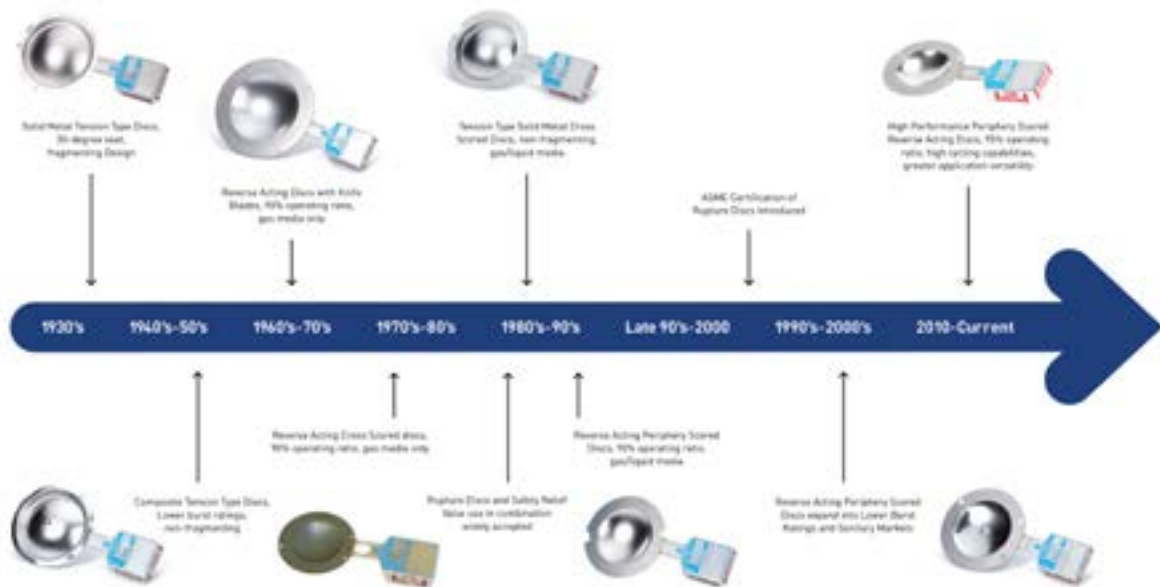 Solid Metal Tension Type Discs,
30-degree seat,
fragmenting Design
Reverse Acting Disc with Knife
Blades, 90% operating ratio,
gas media only
Tension Type Solid Metal Cross
Scored Discs, non-fragmenting,
gas/liquid media
ASME Certification of
Rupture Discs Introduced
High Performance Periphery Scored
Reverse Acting Discs, 95% operating
ratio, high cycling capabilities,
greater application versatility
1930's
1940's-50's
1960's-70's
1970's-80's
1980's-90's
Late 90's-2000
1990's-2000's
2010-Current
Composite Tension Type Discs,
Lower burst ratings,
non-fragmenting
Reverse Acting Cross Scored discs,
90% operating ratio, gas media only
Rupture Discs and Safety Relief
Valve use in combination
widely accepted
Reverse Acting Periphery Scored
Discs, 90% operating ratio,
gas/liquid media
Reverse Acting Periphery Scored
Discs expand into Lower Burst
Ratings and Sanitary Markets